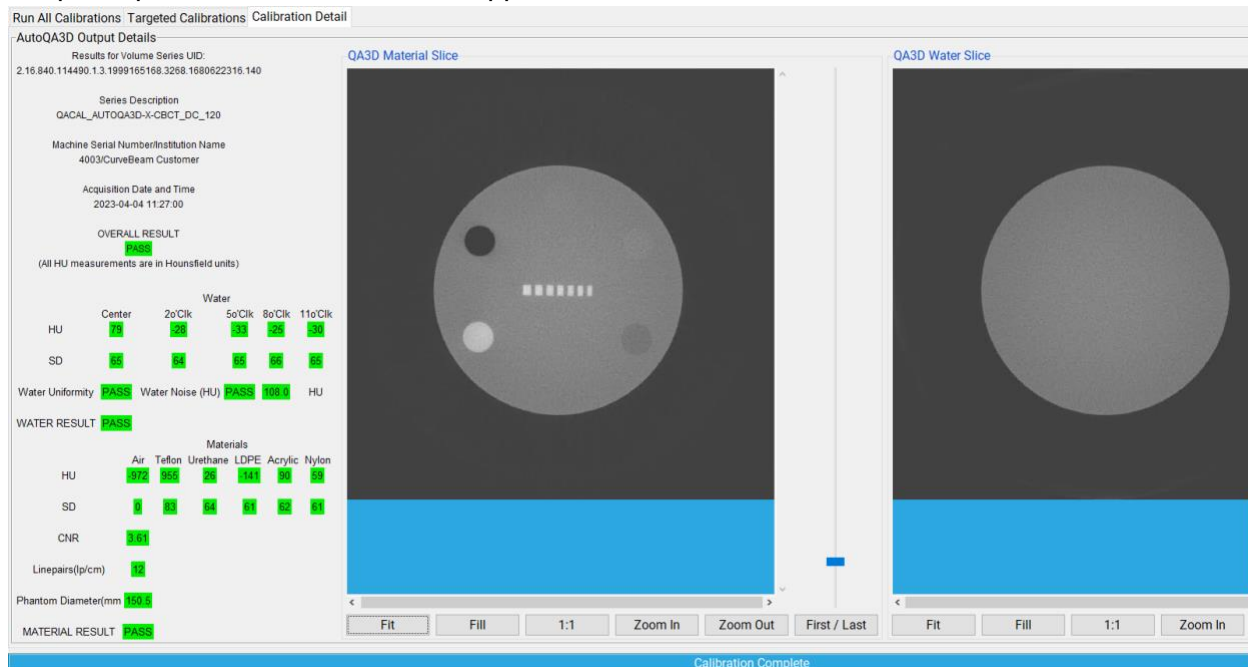 Run All Calibrations Targeted Calibrations Calibration Detail
AutoQA3D Output Details
Results for Volume Series UID:
2.16.840.114490.1.3.1999165168.3268.1680622316.140
Series Description
QACAL_AUTOQA3D-X-CBCT_DC_120
Machine Serial Number/Institution Name
4003/CurveBeam Customer
Acquisition Date and Time
2023-04-04 11:27:00
OVERALL RESULT
PASS
(All HU measurements are in Hounsfield units)
Water
Center 2o'Clk 5o'Clk 8o'Clk 11o'Clk
HU 79 -28 -33 -25 -30
SD 65 64 65 66 65
Water Uniformity PASS Water Noise (HU) PASS 108.0 HU
WATER RESULT PASS
Materials
Air Teflon Urethane LDPE Acrylic Nylon
HU -972 955 26 -141 90 59
SD 0 83 64 61 62 61
CNR 3.61
Linepairs(lp/cm) 12
Phantom Diameter(mm 150.5
MATERIAL RESULT PASS
QA3D Material Slice
Fit Fill 1:1 Zoom In Zoom Out First / Last
QA3D Water Slice
Fit Fill 1:1 Zoom In
Calibration Complete